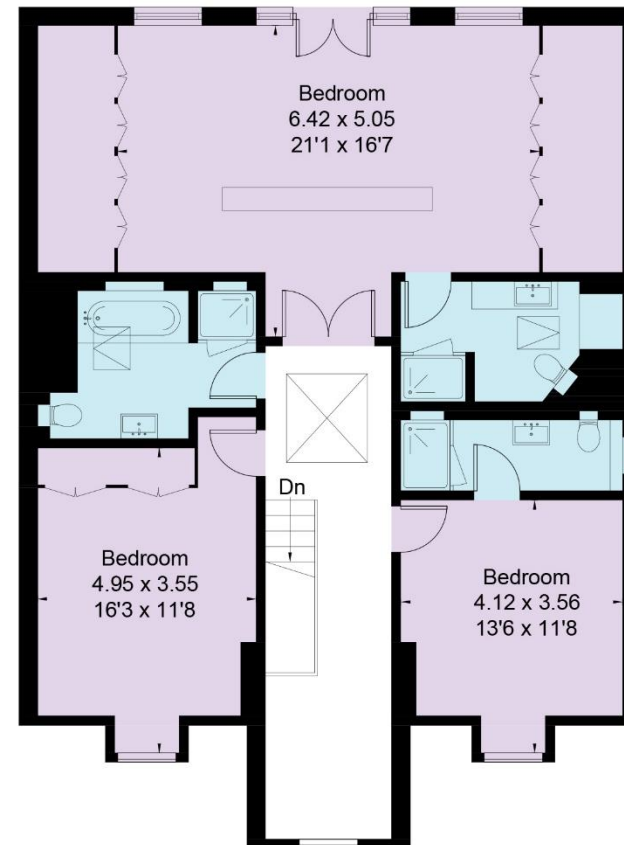 Bedroom
6.42 x 5.05
21'1 x 16'7
Dn
Bedroom
4.95 x 3.55
16'3 x 11'8
Bedroom
4.12 x 3.56
13'6 x 11'8